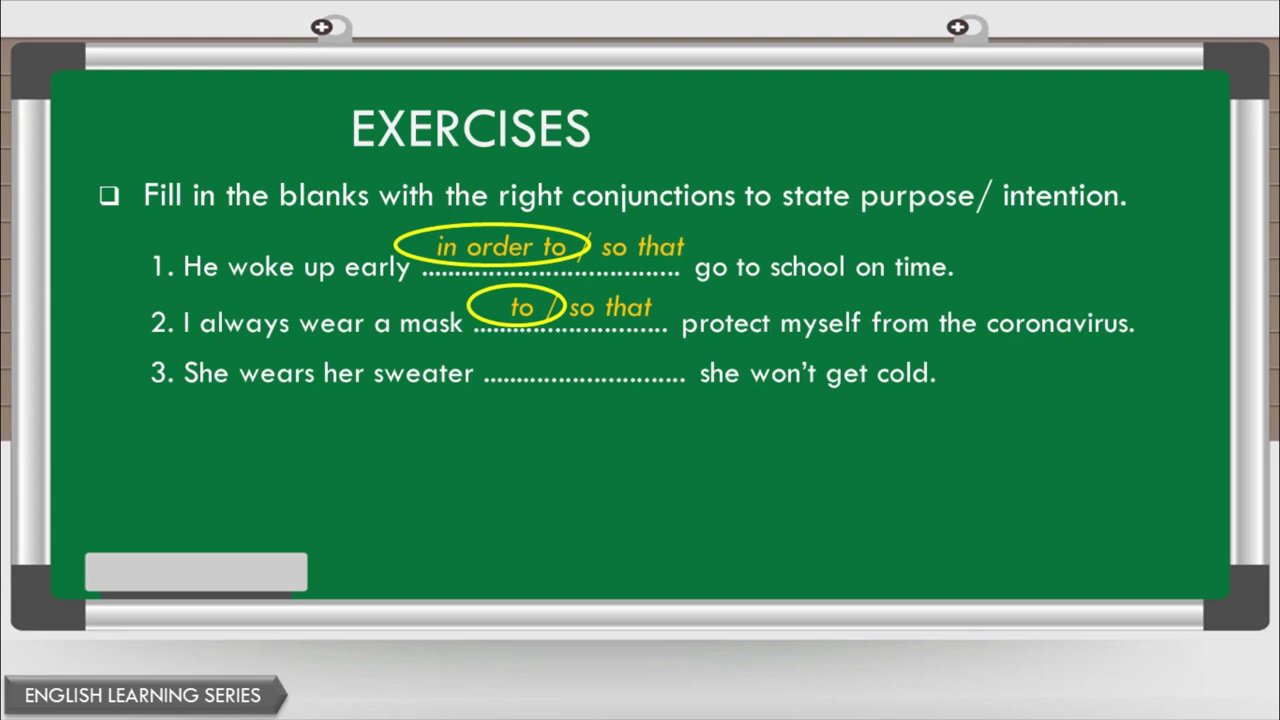 EXERCISES
❑ Fill in the blanks with the right conjunctions to state purpose/ intention.
in order to / so that
1. He woke up early ....................................... go to school on time.
to / so that
2. I always wear a mask ............................. protect myself from the coronavirus.
3. She wears her sweater .............................. she won't get cold.
ENGLISH LEARNING SERIES